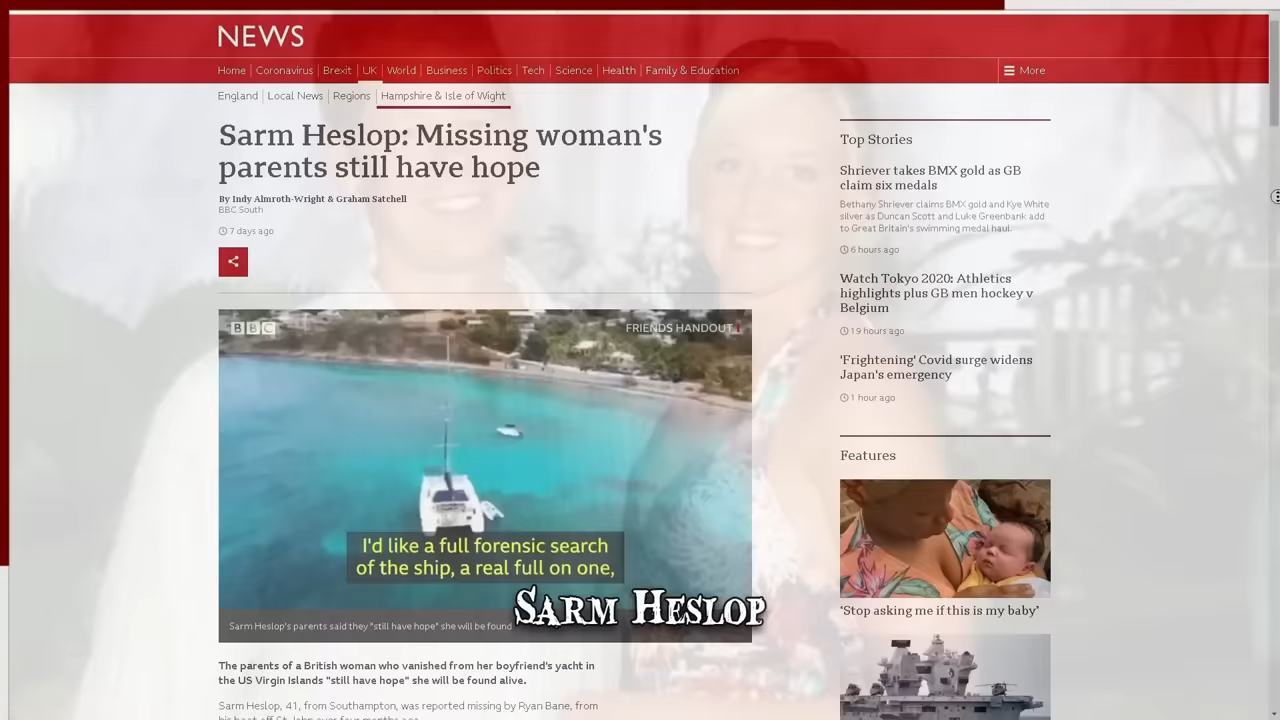 NEWS
Home Coronavirus Brexit UK World Business Politics Tech Science Health Family & Education More
England Local News Regions Hampshire & Isle of Wight
Sarm Heslop: Missing woman's
parents still have hope
By Indy Almroth-Wright & Graham Satchell
BBC South
7 days ago
BBC
FRIENDS HANDOUT
I'd like a full forensic search
of the ship, a real full on one,
SARM HESLOP
Sarm Heslop's parents said they "still have hope" she will be found
The parents of a British woman who vanished from her boyfriend's yacht in
the US Virgin Islands "still have hope" she will be found alive.
Sarm Heslop, 41, from Southampton, was reported missing by Ryan Bane, from
his boat off St John over four months ago
Top Stories
Shriever takes BMX gold as GB
claim six medals
Bethany Shriever claims BMX gold and Kye White
silver as Duncan Scott and Luke Greenbank add
to Great Britain's swimming medal haul.
6 hours ago
Watch Tokyo 2020: Athletics
highlights plus GB men hockey v
Belgium
19 hours ago
'Frightening' Covid surge widens
Japan's emergency
1 hour ago
Features
'Stop asking me if this is my baby'